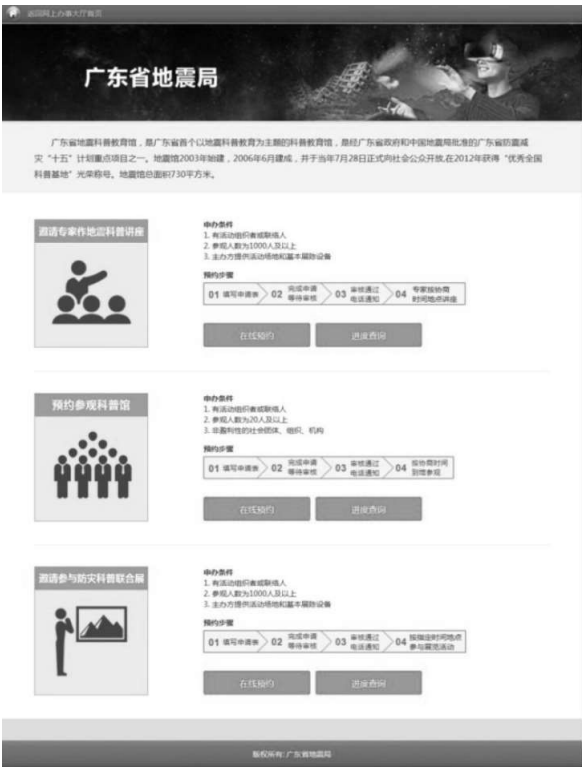 返回网上办事大厅首页
广东省地震局
广东省地震科普教育馆，是广东省首个以地震科普教育为主题的科普教育馆，是经广东省政府和中国地震局批准的广东省防震减
灾“十五”计划重点项目之一。地震馆2003年始建，2006年6月建成，并于当年7月28日正式向社会公众开放,在2012年获得“优秀全国
科普基地”光荣称号。地震馆总面积730平方米。
邀请专家作地震科普讲座
申办条件
1. 有活动组织者或联络人
2. 参观人数为1000人及以上
3. 主办方提供活动场地和基本展陈设备
预约步骤
01 填写申请表 02 完成申请 等待审核 03 审核通过 电话通知 04 专家按协商 时间地点讲座
在线预约 进度查询
预约参观科普馆
申办条件
1. 有活动组织者或联络人
2. 参观人数为20人及以上
3. 非盈利性的社会团体、组织、机构
预约步骤
01 填写申请表 02 完成申请 等待审核 03 审核通过 电话通知 04 按协商时间 到馆参观
在线预约 进度查询
邀请参与防灾科普联合展
申办条件
1. 有活动组织者或联络人
2. 参观人数为1000人及以上
3. 主办方提供活动场地和基本展陈设备
预约步骤
01 填写申请表 02 完成申请 等待审核 03 审核通过 电话通知 04 按指定时间地点 参与展览活动
在线预约 进度查询
版权所有: 广东省地震局